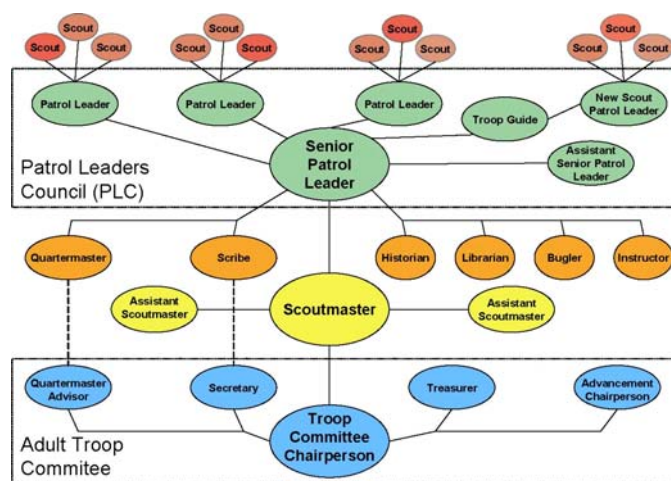 Scout
Scout
Scout
Scout
Scout
Scout
Scout
Scout
Scout
Scout
Scout
Scout
Patrol Leader
Patrol Leader
Patrol Leader
New Scout
Patrol Leader
Troop Guide
Senior
Patrol
Leader
Assistant
Senior Patrol
Leader
Patrol Leaders
Council (PLC)
Quartermaster
Scribe
Historian
Librarian
Bugler
Instructor
Assistant
Scoutmaster
Scoutmaster
Assistant
Scoutmaster
Quartermaster
Advisor
Secretary
Treasurer
Advancement
Chairperson
Troop
Committee
Chairperson
Adult Troop
Commitee